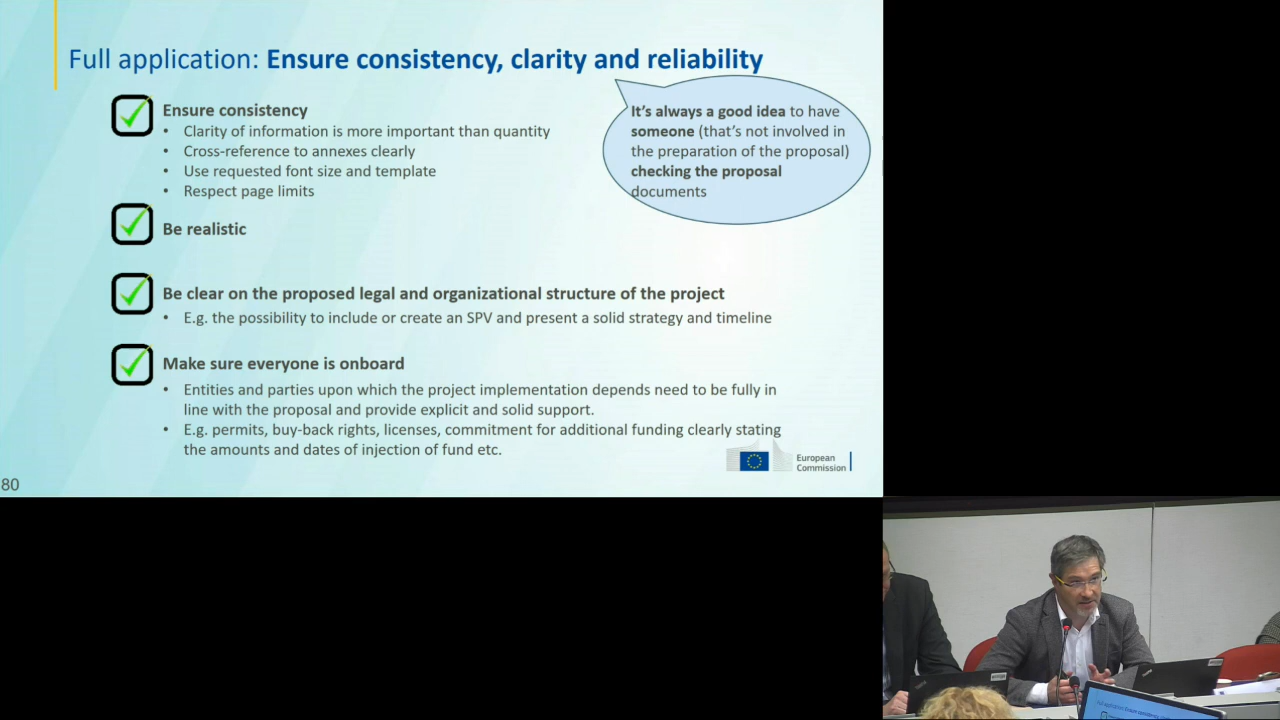 Full application: Ensure consistency, clarity and reliability
Ensure consistency
• Clarity of information is more important than quantity
• Cross-reference to annexes clearly
• Use requested font size and template
• Respect page limits
It's always a good idea to have
someone (that's not involved in
the preparation of the proposal)
checking the proposal
documents
Be realistic
Be clear on the proposed legal and organizational structure of the project
• E.g. the possibility to include or create an SPV and present a solid strategy and timeline
Make sure everyone is onboard
• Entities and parties upon which the project implementation depends need to be fully in
line with the proposal and provide explicit and solid support.
• E.g. permits, buy-back rights, licenses, commitment for additional funding clearly stating
the amounts and dates of injection of fund etc.
European
Commission
80